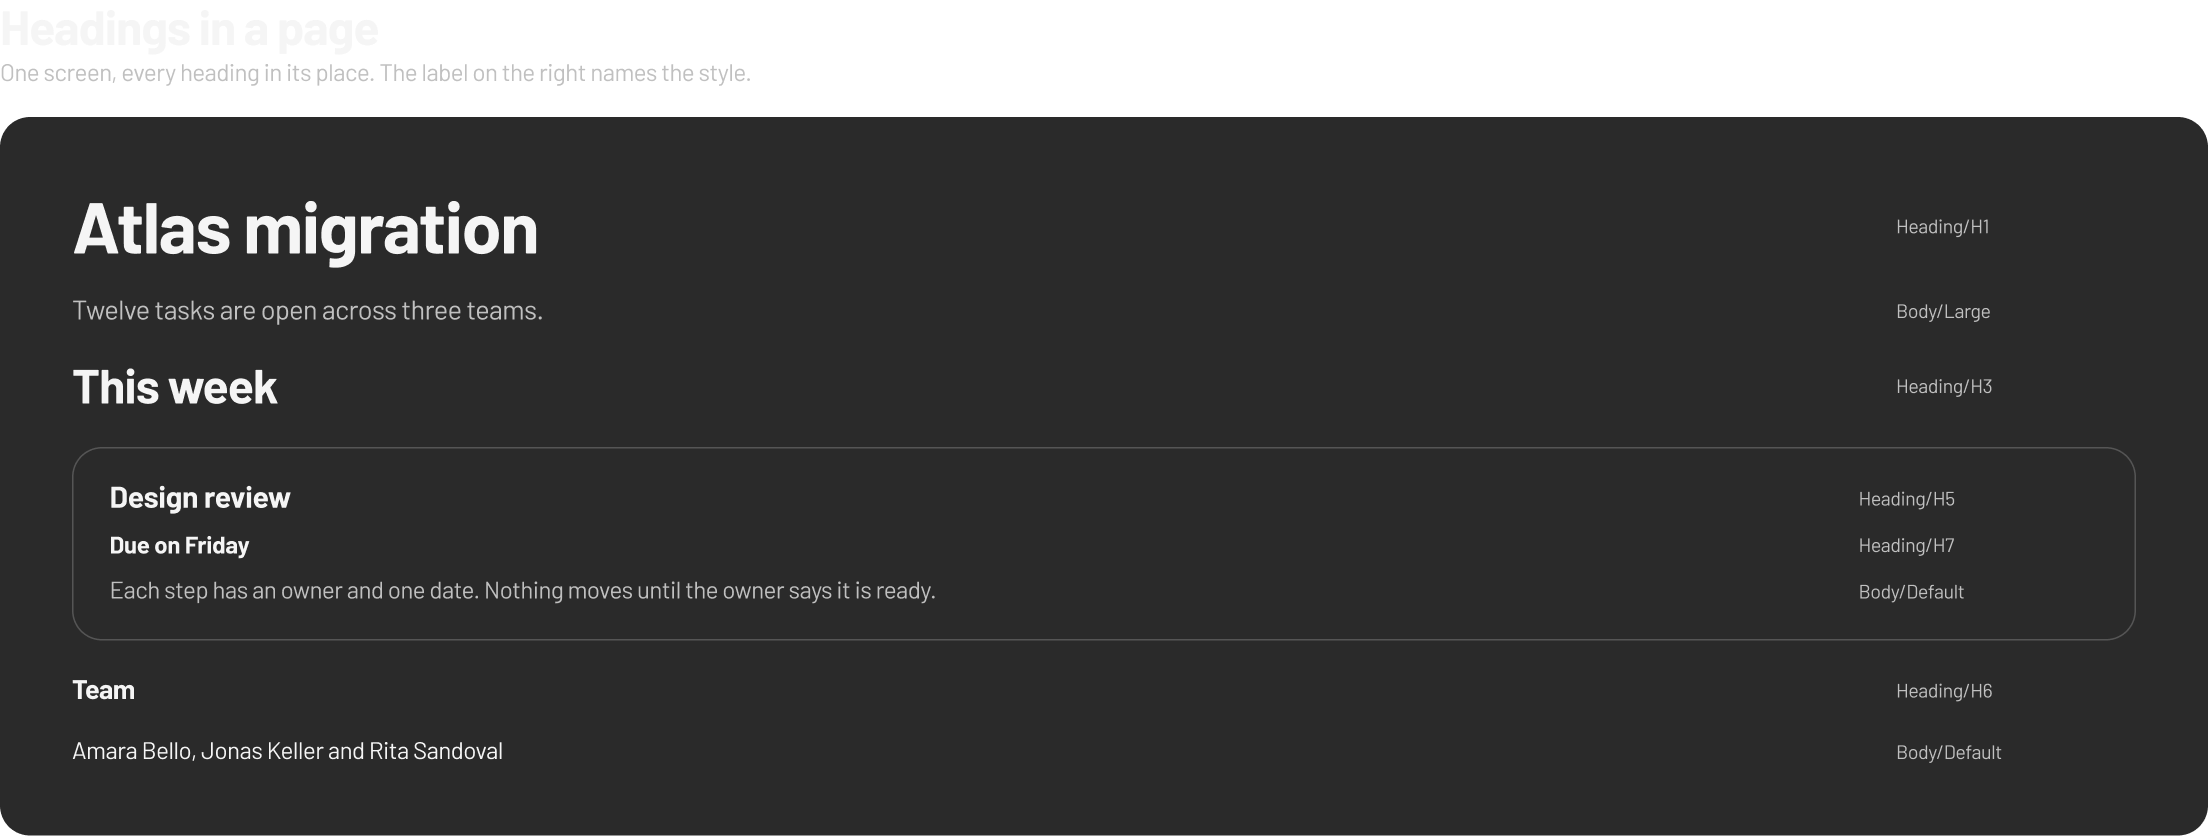 Headings in a page
One screen, every heading in its place. The label on the right names the style.
Atlas migration
Heading/H1
Twelve tasks are open across three teams.
Body/Large
This week
Heading/H3
Design review
Heading/H5
Due on Friday
Heading/H7
Each step has an owner and one date. Nothing moves until the owner says it is ready.
Body/Default
Team
Heading/H6
Amara Bello, Jonas Keller and Rita Sandoval
Body/Default